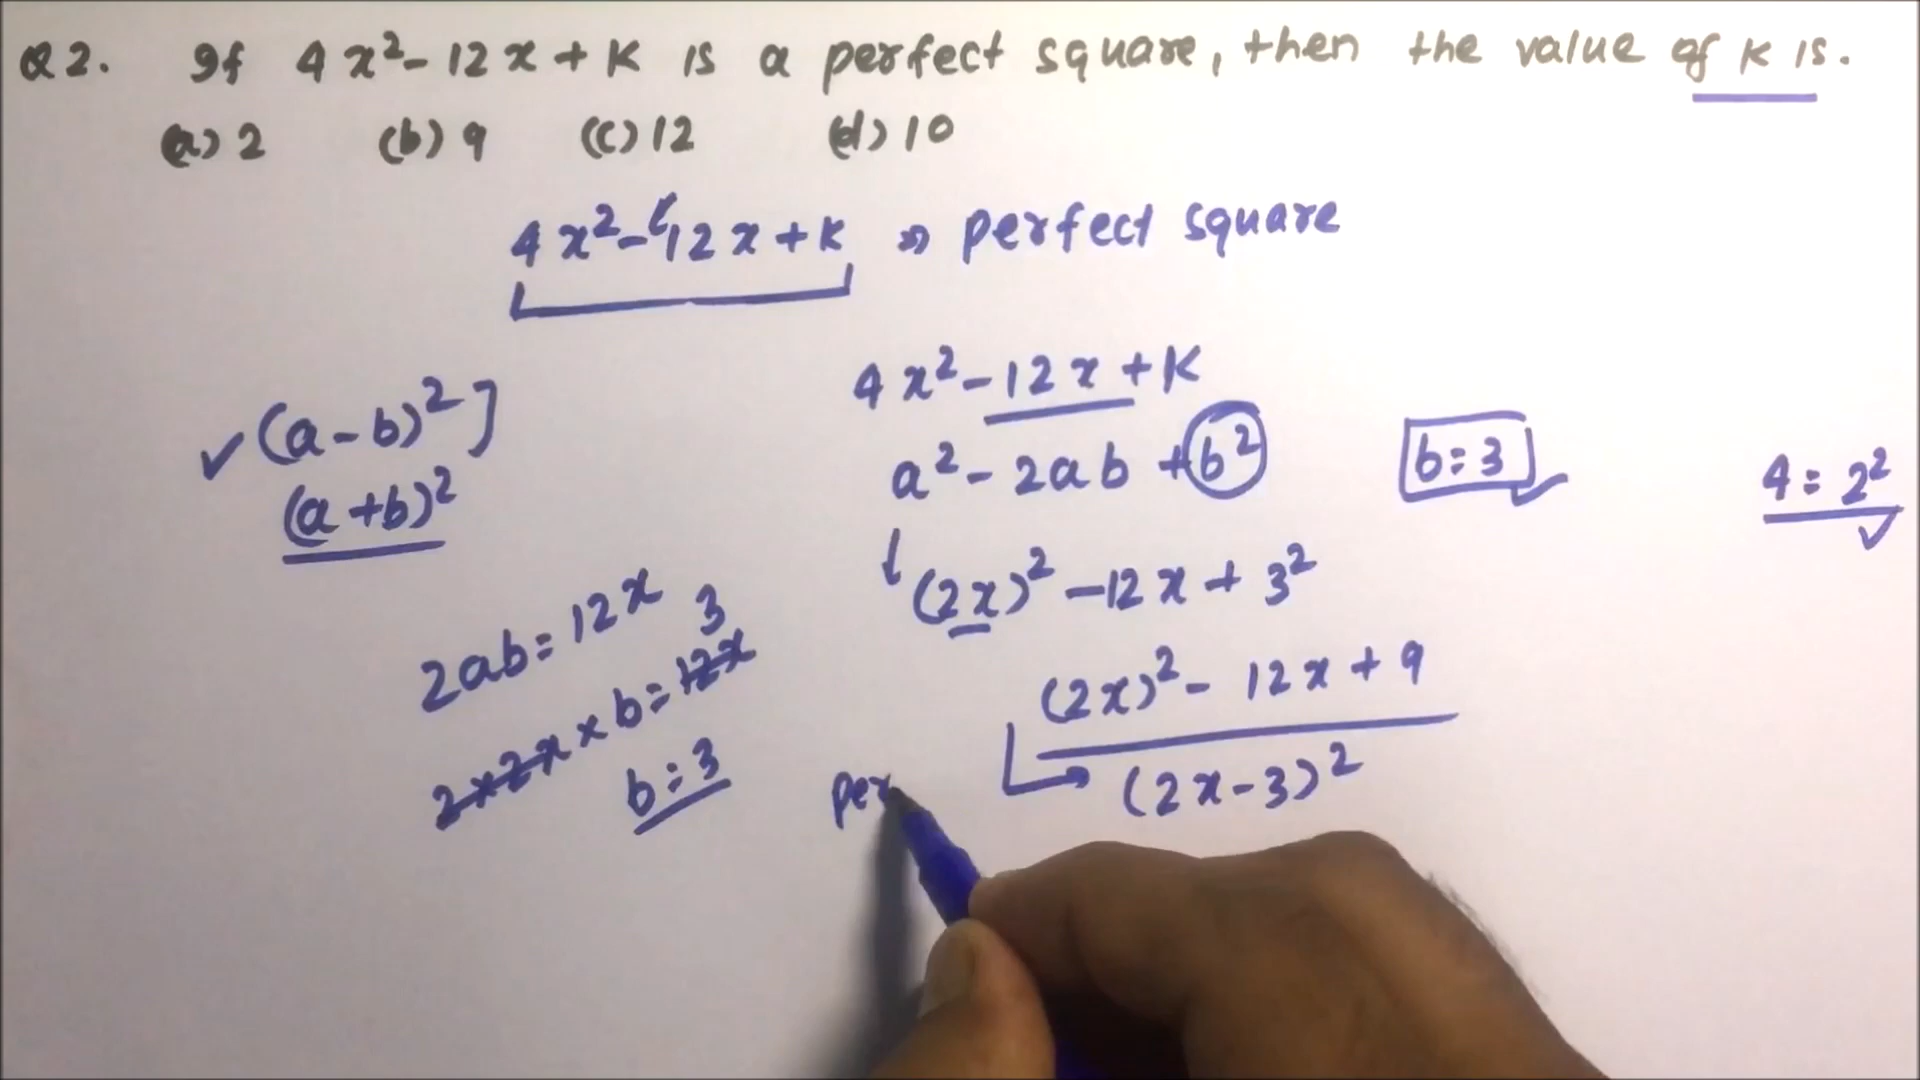 Q2. If 4x²-12x+K is a perfect square, then the value of K is.
(a) 2 (b) 9 (c) 12 (d) 10
4x²-12x+K ⇒ perfect square
4x²-12x+K
✓(a-b)²]
a²-2ab+b²
b=3
4=2²
(a+b)²
(2x)²-12x+3²
2ab=12x
3
2×2x×b=12x
(2x)²-12x+9
b=3
(2x-3)²
per